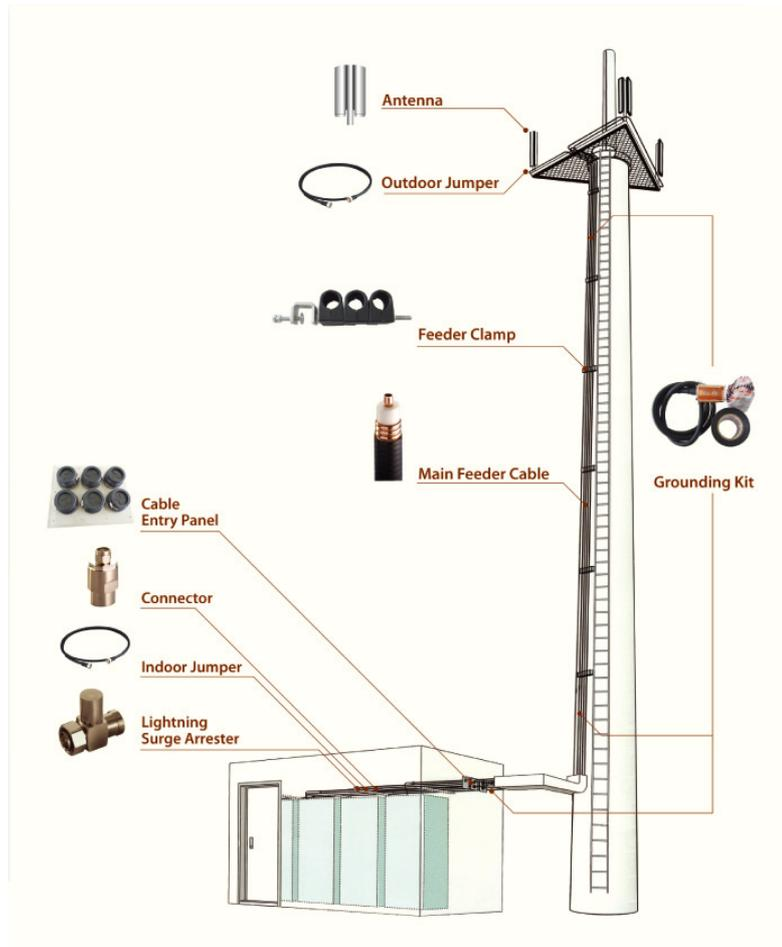 Antenna
Outdoor Jumper
Feeder Clamp
Main Feeder Cable
Grounding Kit
Cable
Entry Panel
Connector
Indoor Jumper
Lightning
Surge Arrester